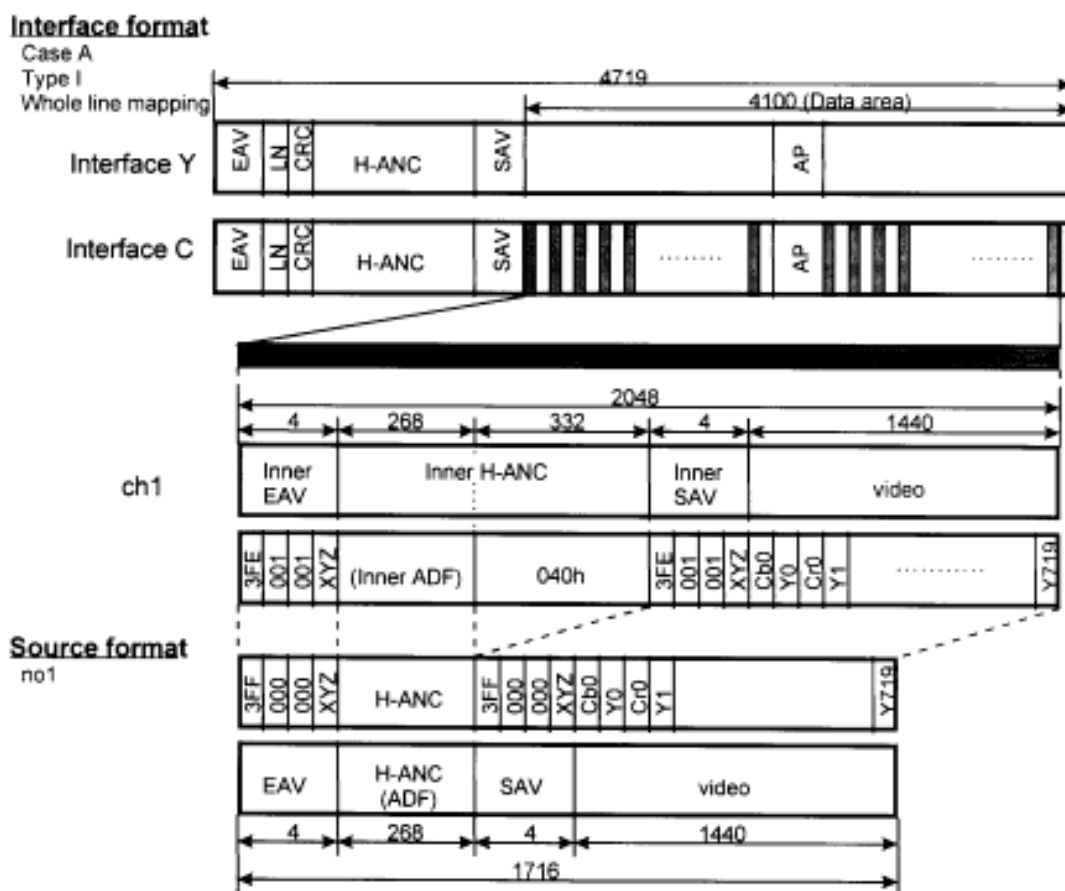 Interface format
Case A
Type I
Whole line mapping
4719
4100 (Data area)
Interface Y
EAV LN CRC H-ANC SAV AP
Interface C
EAV LN CRC H-ANC SAV ........ AP ........
2048
4 268 332 4 1440
ch1
Inner EAV Inner H-ANC Inner SAV video
3FE 001 001 XYZ (Inner ADF) 040h 3FE 001 001 XYZ Cb0 Y0 Cr0 Y1 ........... Y719
Source format
no1
3FF 000 000 XYZ H-ANC 3FF 000 000 XYZ Cb0 Y0 Cr0 Y1 Y719
EAV H-ANC (ADF) SAV video
4 268 4 1440
1716